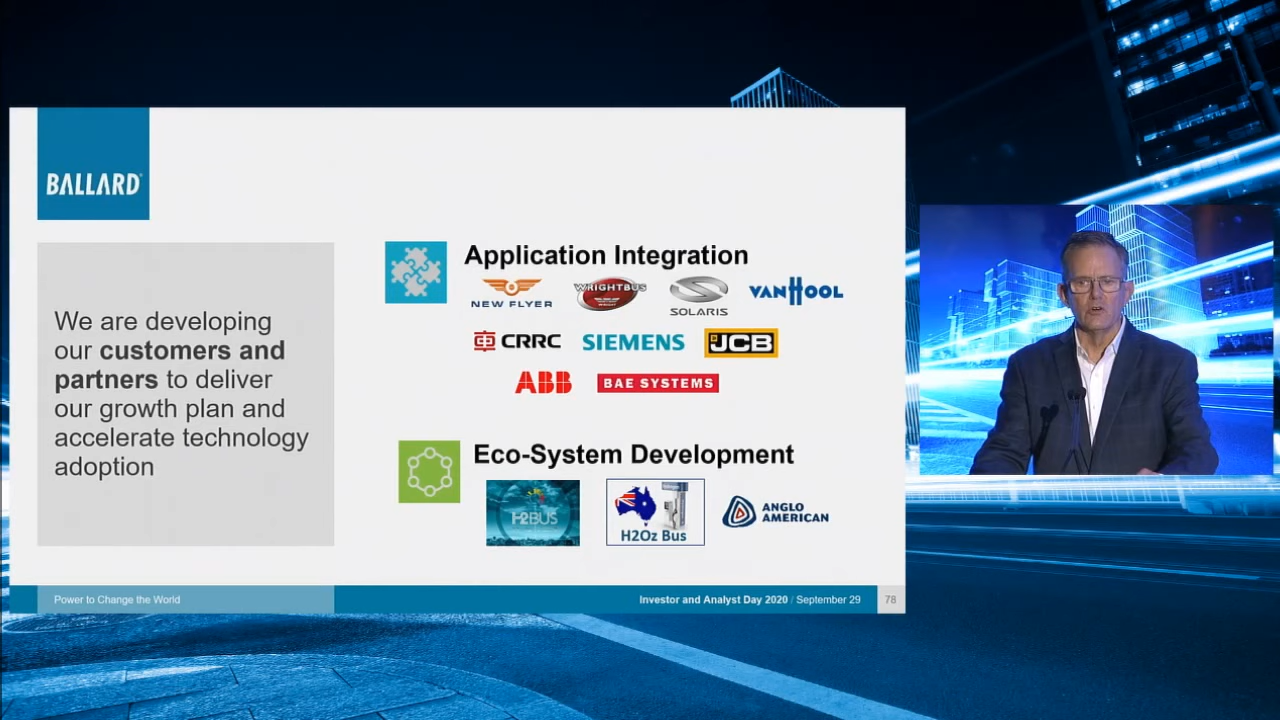 BALLARD
We are developing
our customers and
partners to deliver
our growth plan and
accelerate technology
adoption
Application Integration
NEW FLYER
WRIGHTBUS
SOLARIS
VANHOOL
CRRC
SIEMENS
JCB
ABB
BAE SYSTEMS
Eco-System Development
H2BUS
H2Oz Bus
ANGLO
AMERICAN
Power to Change the World
Investor and Analyst Day 2020 / September 29
78